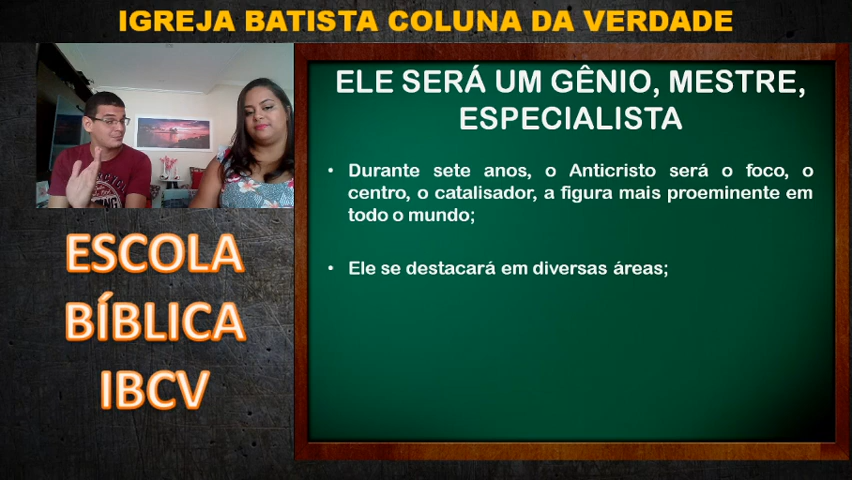 IGREJA BATISTA COLUNA DA VERDADE
ELE SERÁ UM GÊNIO, MESTRE,
ESPECIALISTA
• Durante sete anos, o Anticristo será o foco, o
centro, o catalisador, a figura mais proeminente em
todo o mundo;
• Ele se destacará em diversas áreas;
ESCOLA
BÍBLICA
IBCV